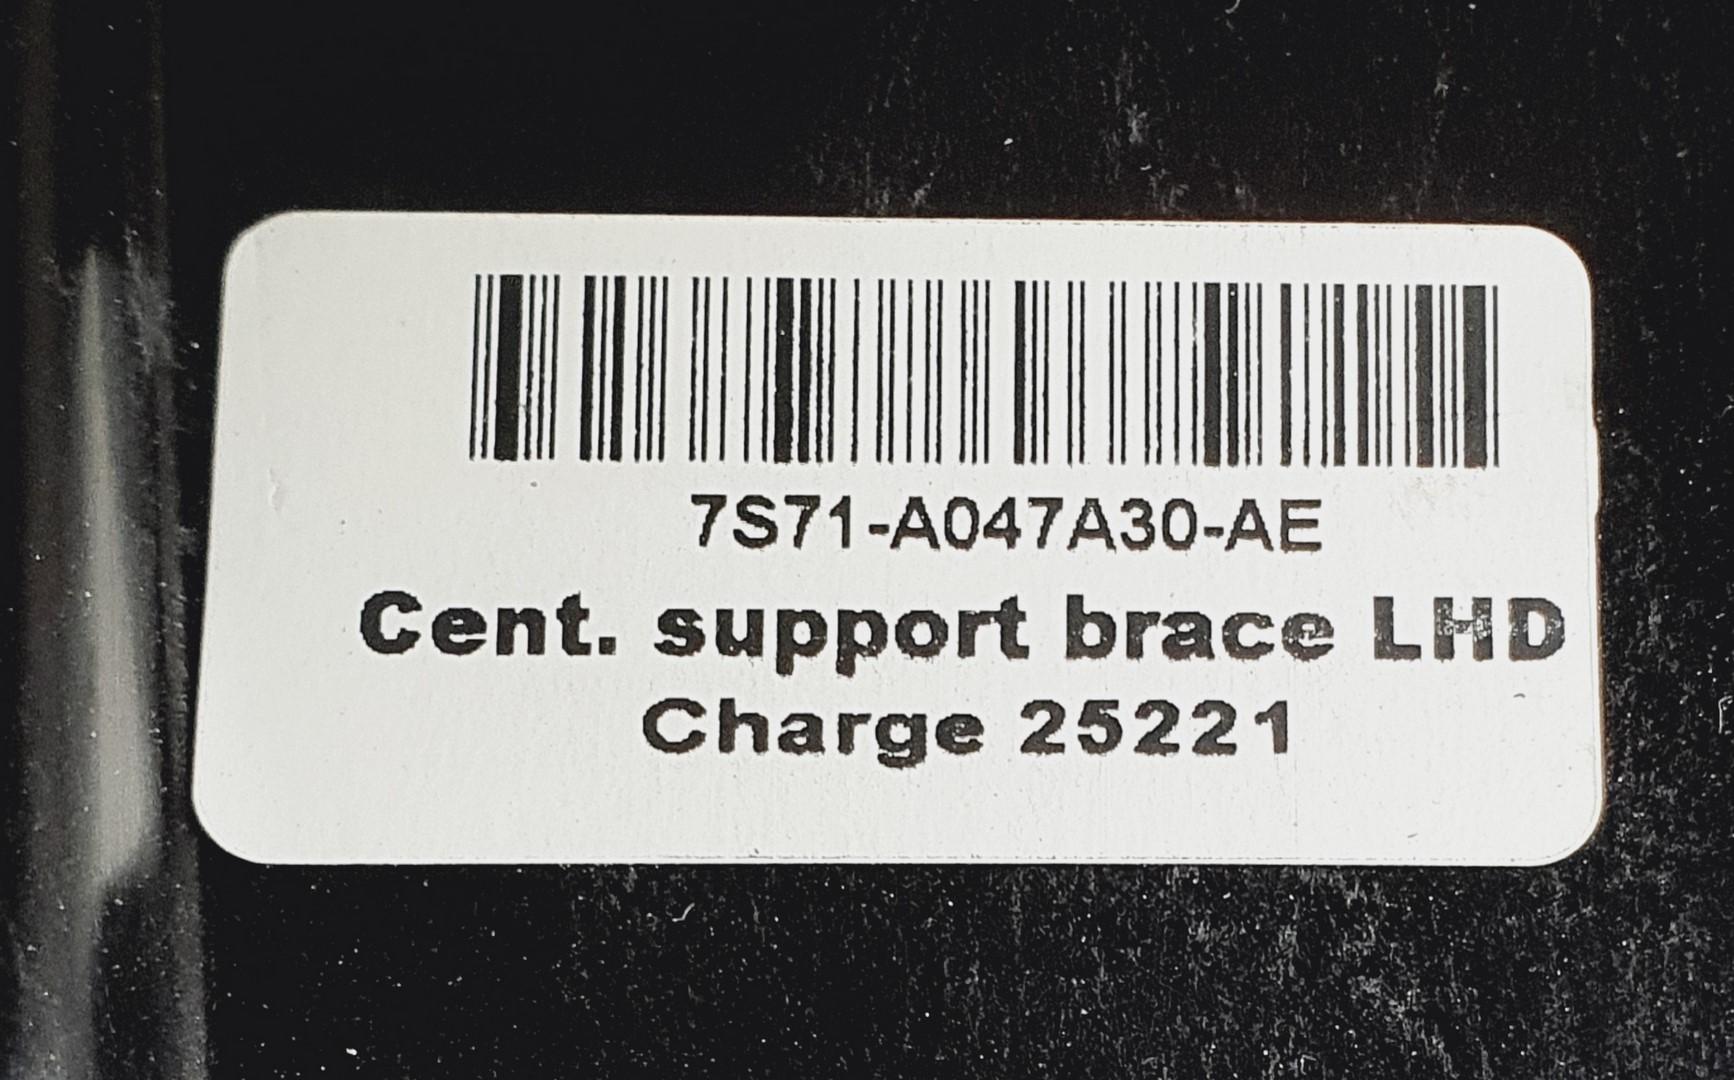 7S71-A047A30-AE
Cent. support brace LHD
Charge 25221